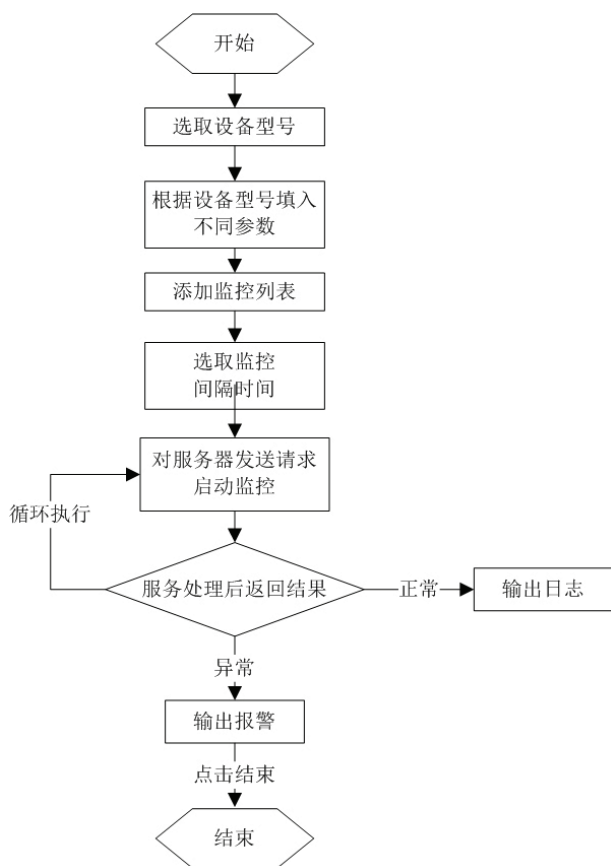 开始
选取设备型号
根据设备型号填入
不同参数
添加监控列表
选取监控
间隔时间
对服务器发送请求
启动监控
循环执行
服务处理后返回结果
正常
输出日志
异常
输出报警
点击结束
结束